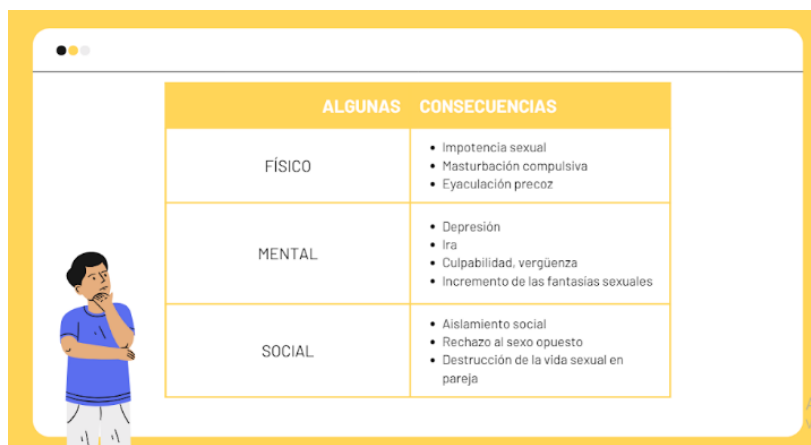 ALGUNAS CONSECUENCIAS
FÍSICO
• Impotencia sexual
• Masturbación compulsiva
• Eyaculación precoz
MENTAL
• Depresión
• Ira
• Culpabilidad, vergüenza
• Incremento de las fantasías sexuales
SOCIAL
• Aislamiento social
• Rechazo al sexo opuesto
• Destrucción de la vida sexual en
pareja